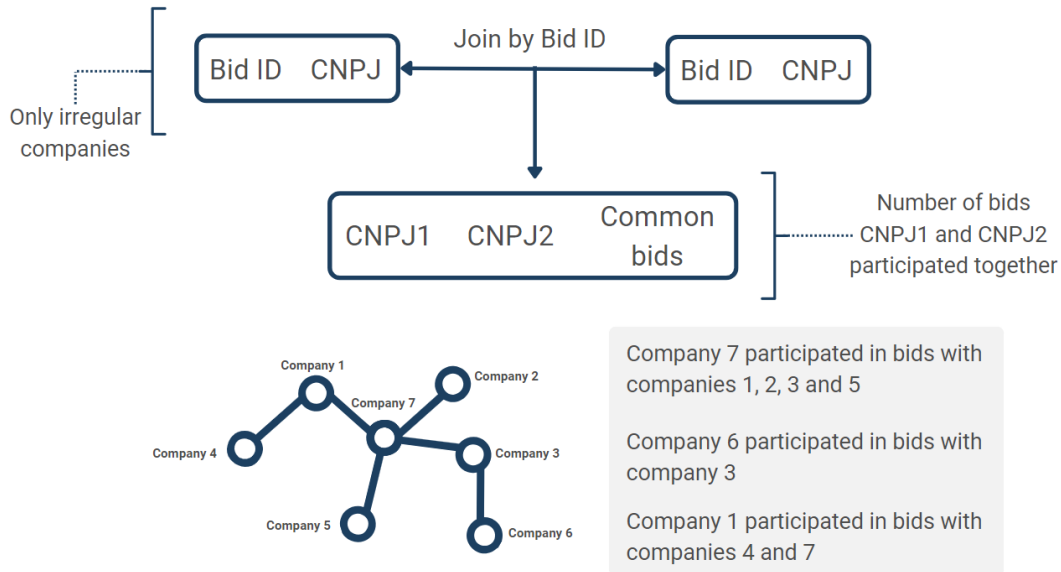 Join by Bid ID
Bid ID CNPJ
Bid ID CNPJ
Only irregular
companies
CNPJ1 CNPJ2 Common
bids
Number of bids
CNPJ1 and CNPJ2
participated together
Company 1
Company 2
Company 7
Company 4
Company 3
Company 5
Company 6
Company 7 participated in bids with
companies 1, 2, 3 and 5
Company 6 participated in bids with
company 3
Company 1 participated in bids with
companies 4 and 7